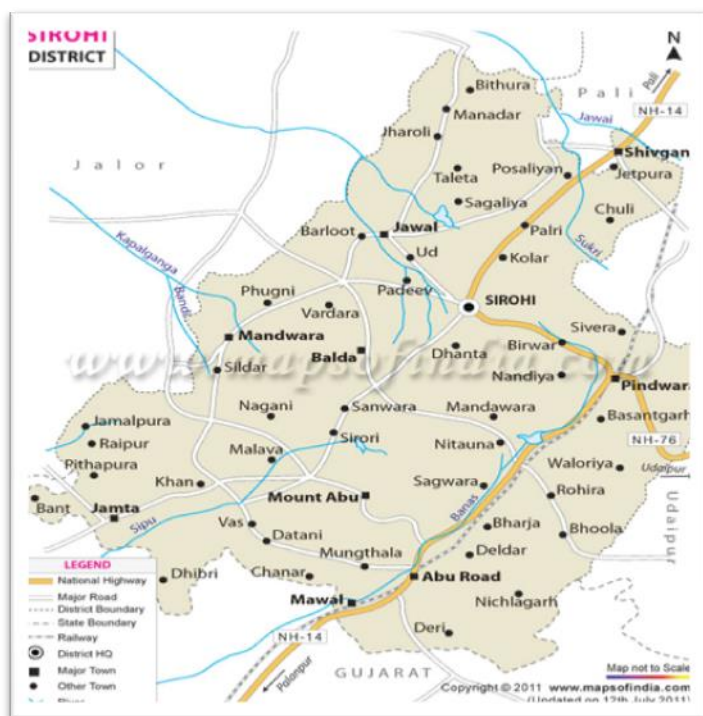 SIROHI
DISTRICT
N
Pali
Pali
NH-14
Bithura
Manadar
Jawai
Jharoli
Shivgan
Jalor
Taleta
Posaliyan
Jetpura
Sagaliya
Chuli
Jawal
Palri
Barloot
Ud
Kolar
Sukri
Kapalganga
Bandi
Padeev
Phugni
Vardara
SIROHI
Sivera
Mandwara
Birwar
Balda
Dhanta
www.mapsofindia.com
Sildar
Nandiya
Pindwara
Nagani
Sanwara
Mandawara
Basantgarh
Jamalpura
Sirori
Nitauna
NH-76
Raipur
Malava
Waloriya
Udaipur
Pithapura
Khan
Sagwara
Rohira
Mount Abu
Bant
Jamta
Sipu
Banas
Udaipur
Vas
Bharja
Bhoola
Datani
Deldar
LEGEND
Mungthala
National Highway
Dhibri
Chanar
Abu Road
Major Road
District Boundary
Mawal
Nichlagarh
State Boundary
Railway
NH-14
Deri
District HQ
Major Town
GUJARAT
Map not to Scale
Other Town
Palanpur
Copyright © 2011 www.mapsofindia.com
River
(Updated on 12th July 2011)